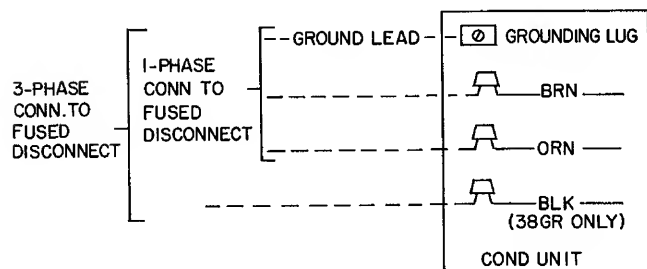 GROUND LEAD
GROUNDING LUG
1-PHASE
CONN TO
FUSED
DISCONNECT
3-PHASE
CONN. TO
FUSED
DISCONNECT
BRN
ORN
BLK
(38GR ONLY)
COND UNIT